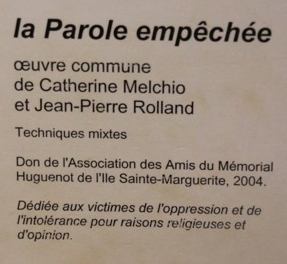 la Parole empêchée
œuvre commune
de Catherine Melchio
et Jean-Pierre Rolland
Techniques mixtes
Don de l'Association des Amis du Mémorial
Huguenot de l'Ile Sainte-Marguerite, 2004.
Dédiée aux victimes de l'oppression et de
l'intolérance pour raisons religieuses et
d'opinion.